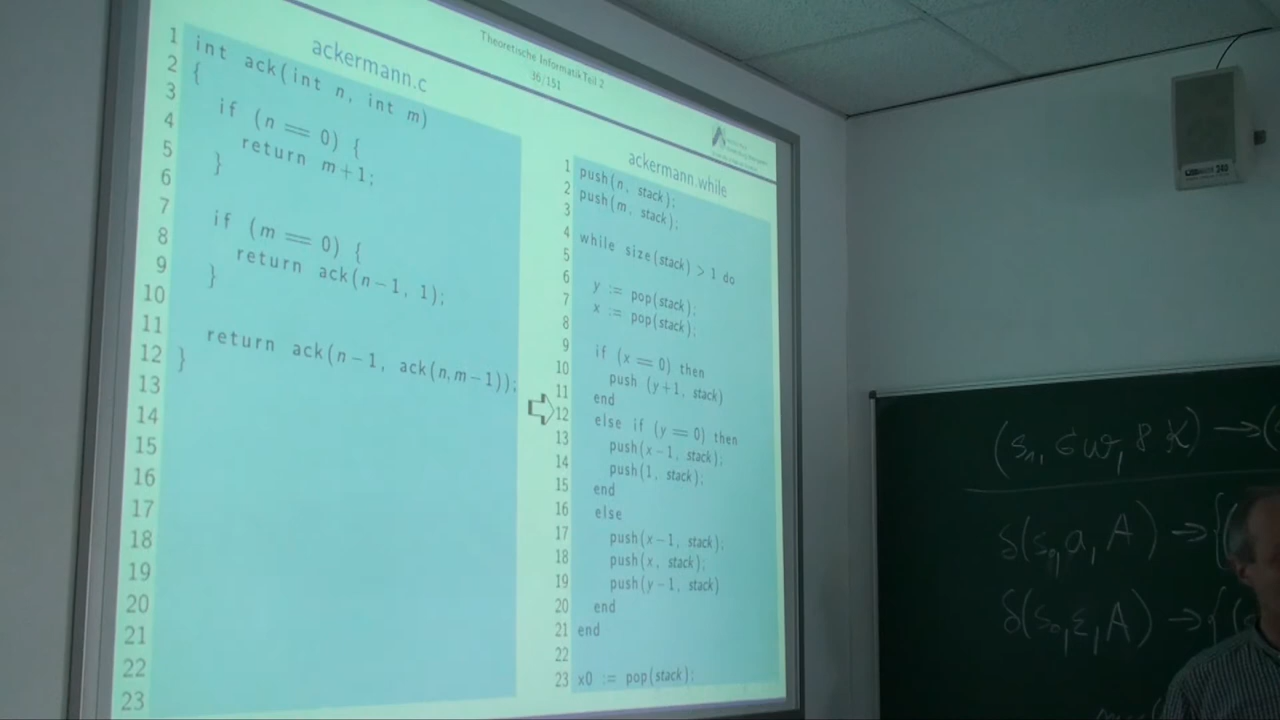 Theoretische Informatik Teil 2
36/151
ackermann.c
1 int ack(int n, int m)
2 {
3
4 if (n == 0) {
5 return m+1;
6 }
7
8 if (m == 0) {
9 return ack(n-1, 1);
10 }
11
12 return ack(n-1, ack(n,m-1));
13 }
14
15
16
17
18
19
20
21
22
23
ackermann.while
1 push(n, stack);
2 push(m, stack);
3
4 while size(stack) > 1 do
5
6 y := pop(stack);
7 x := pop(stack);
8
9 if (x == 0) then
10 push (y+1, stack)
11 end
12 else if (y == 0) then
13 push(x-1, stack);
14 push(1, stack);
15 end
16 else
17 push(x-1, stack);
18 push(x, stack);
19 push(y-1, stack)
20 end
21 end
22
23 x0 := pop(stack);
δ(s, a, A) → {(
δ(s₀, ε, A) → {(